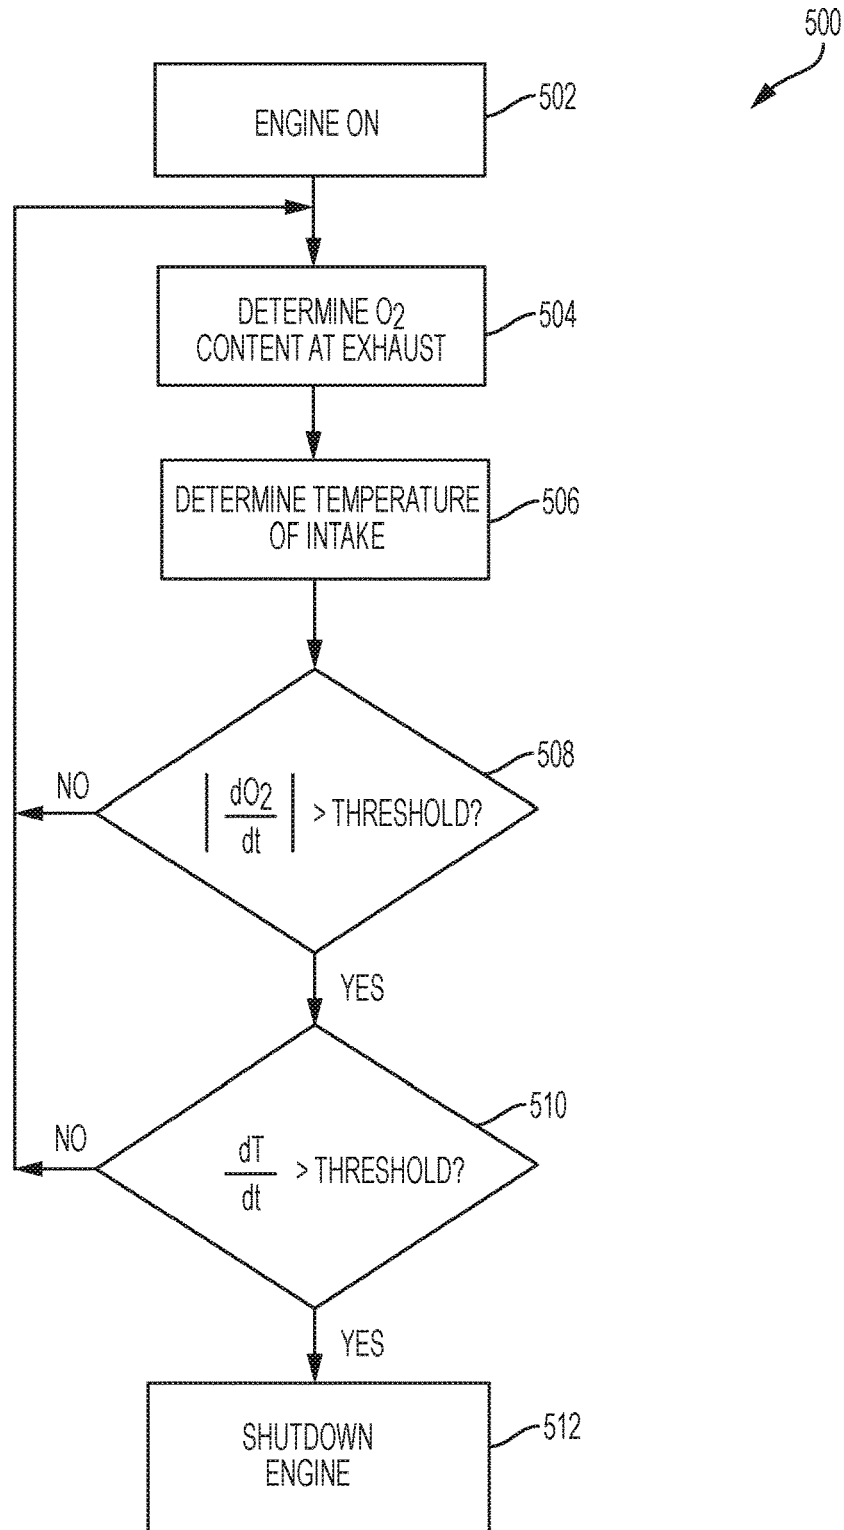 500
ENGINE ON
502
DETERMINE O2
CONTENT AT EXHAUST
504
DETERMINE TEMPERATURE
OF INTAKE
506
508
NO
| dO2
dt | > THRESHOLD?
YES
510
NO
dT
dt > THRESHOLD?
YES
SHUTDOWN
ENGINE
512